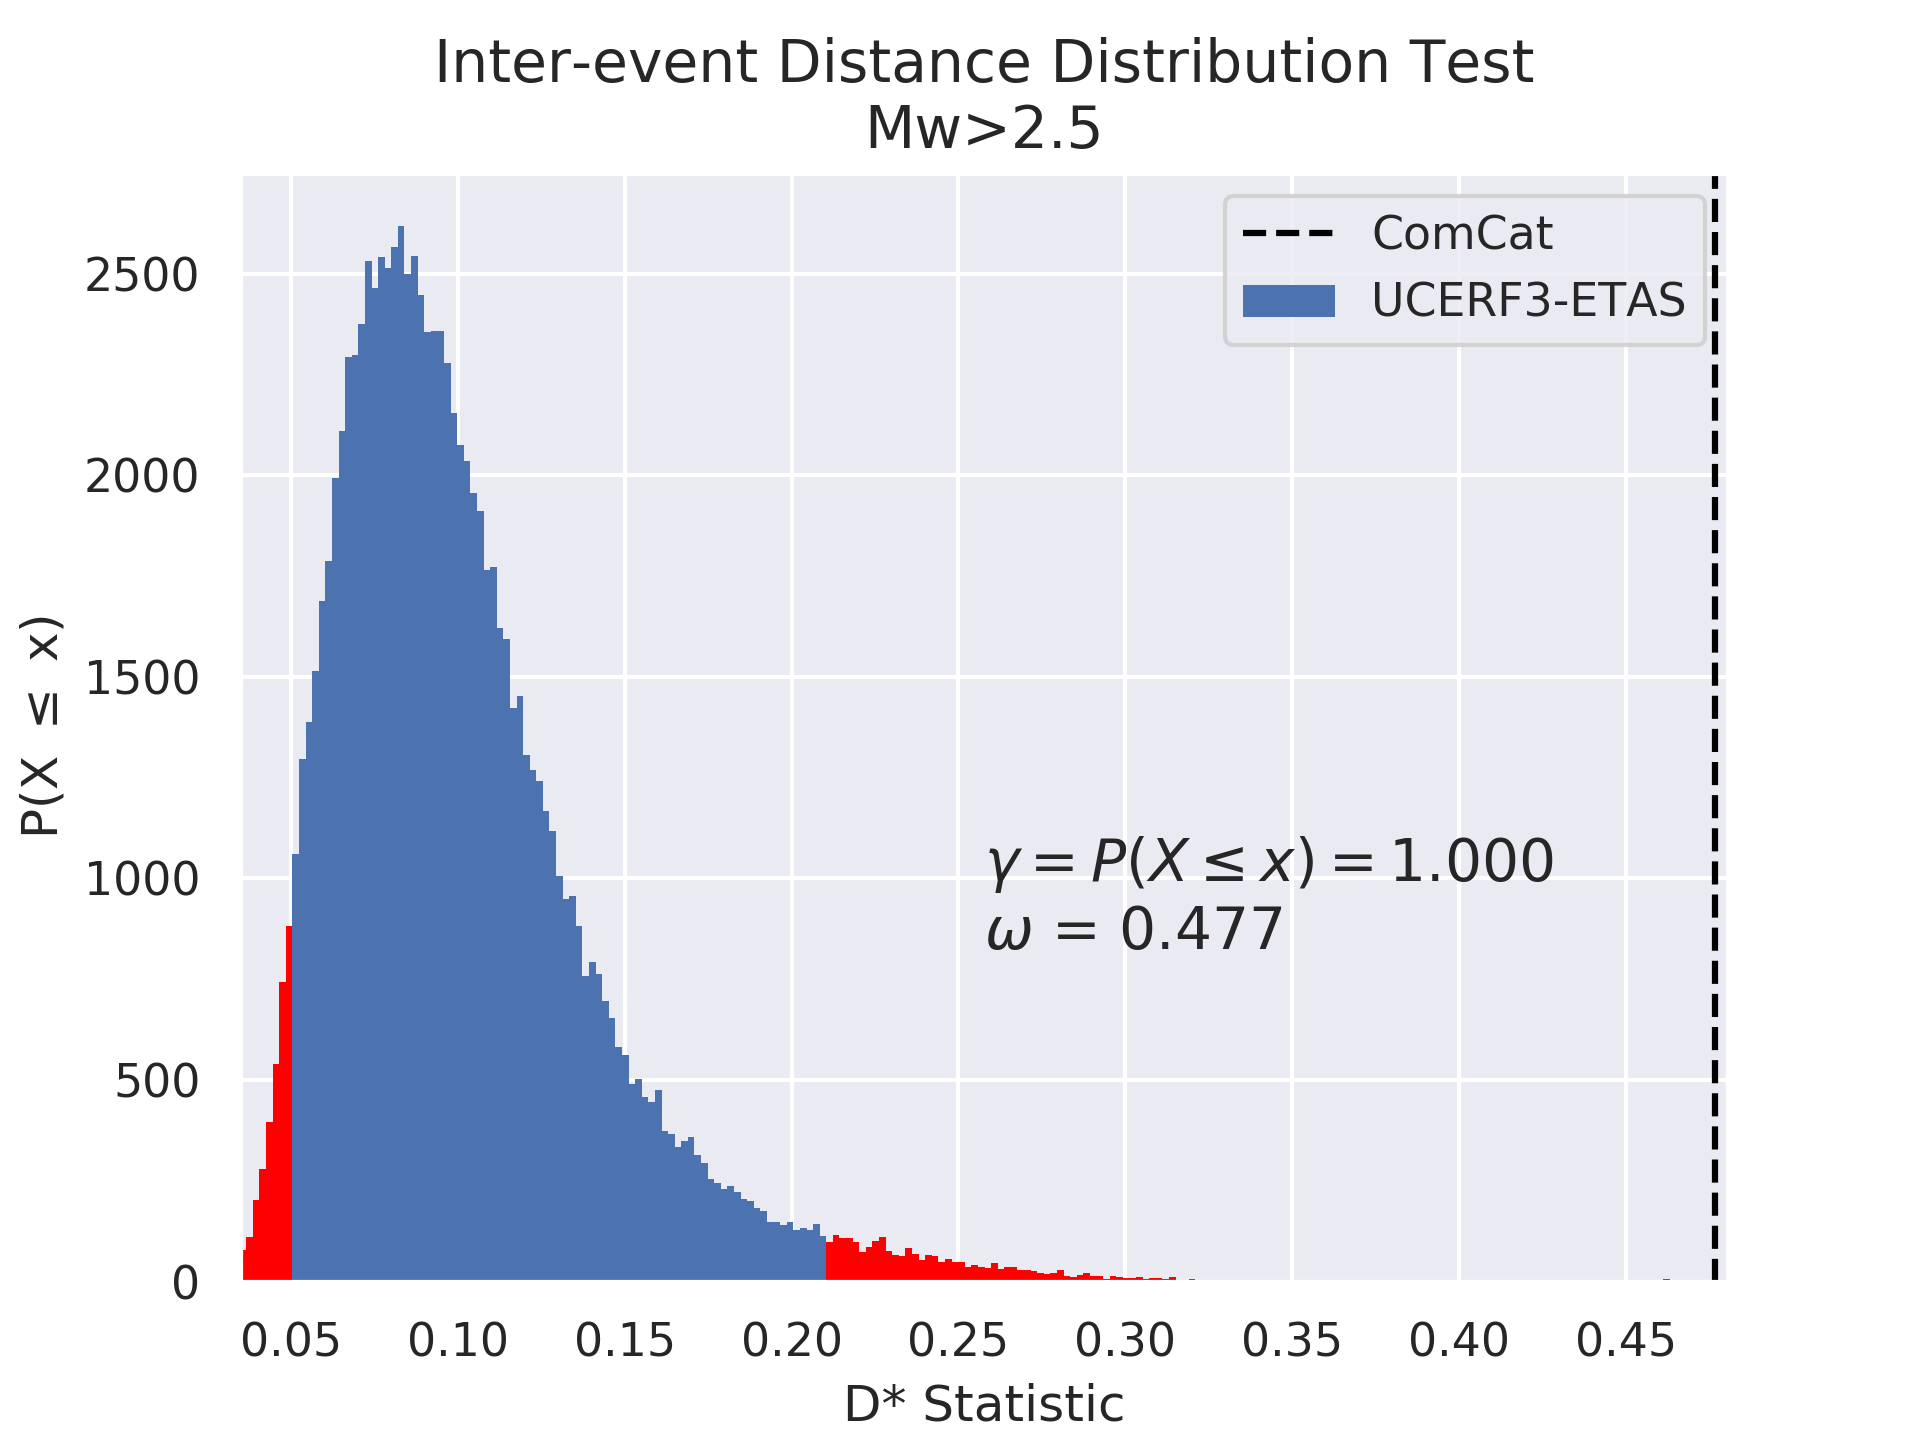 Inter-event Distance Distribution Test
Mw>2.5
ComCat
UCERF3-ETAS
2500
2000
1500
1000
500
0
P(X ≤ x)
γ = P(X ≤ x) = 1.000
ω = 0.477
0.05 0.10 0.15 0.20 0.25 0.30 0.35 0.40 0.45
D* Statistic